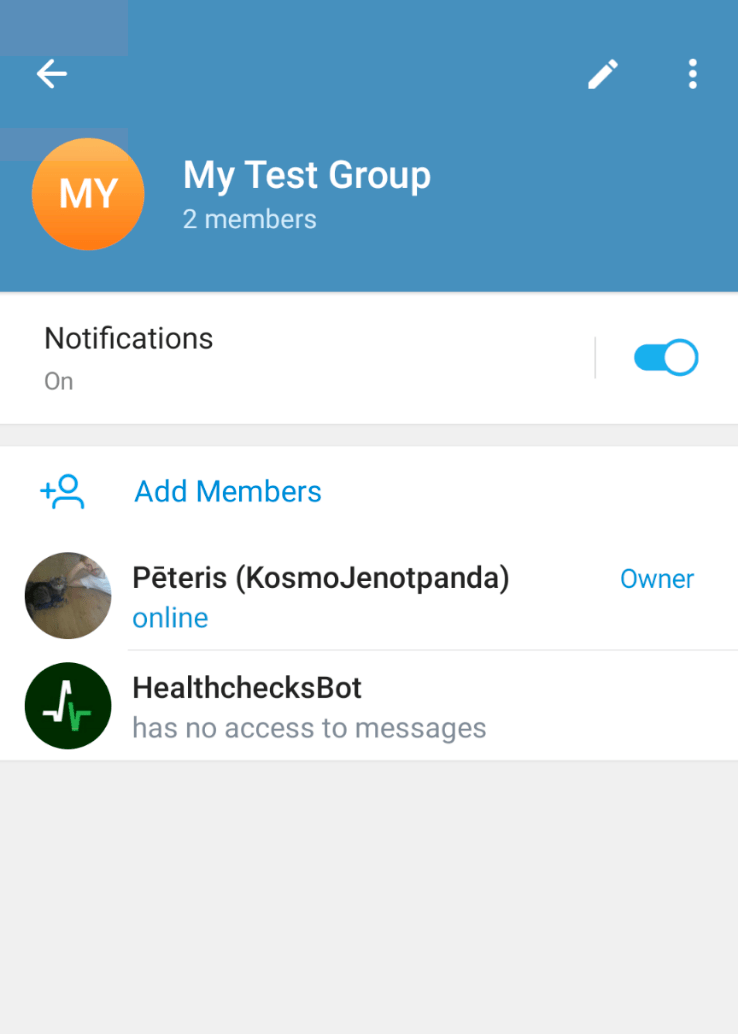 MY
My Test Group
2 members
Notifications
On
Add Members
Pēteris (KosmoJenotpanda)
Owner
online
HealthchecksBot
has no access to messages